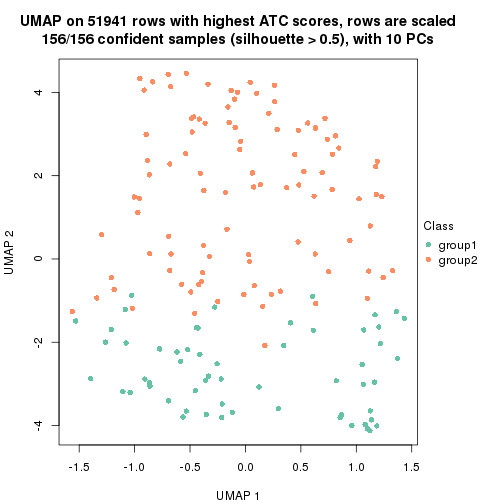 UMAP on 51941 rows with highest ATC scores, rows are scaled
156/156 confident samples (silhouette > 0.5), with 10 PCs
4
2
0
-2
-4
UMAP 2
-1.5 -1.0 -0.5 0.0 0.5 1.0 1.5
UMAP 1
Class
group1
group2